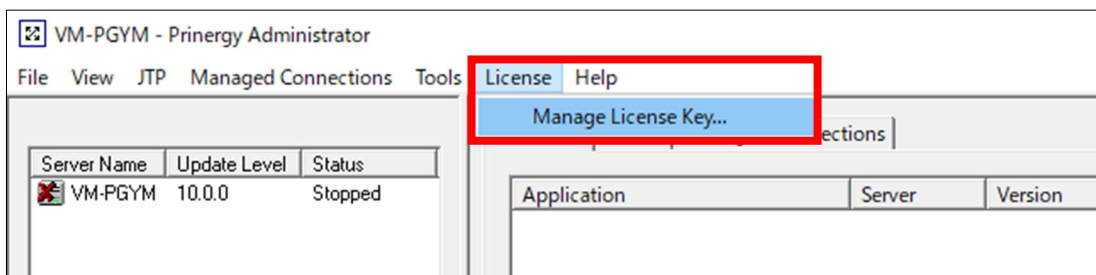 VM-PGYM - Prinergy Administrator
File View JTP Managed Connections Tools License Help
Manage License Key...
ections
Server Name Update Level Status
VM-PGYM 10.0.0 Stopped
Application Server Version